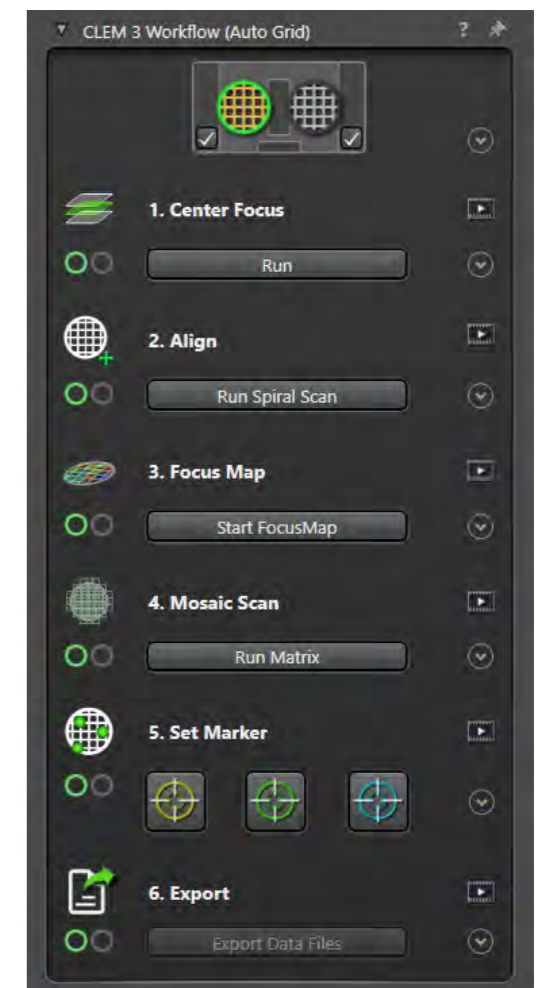 CLEM 3 Workflow (Auto Grid) ?
1. Center Focus
Run
2. Align
Run Spiral Scan
3. Focus Map
Start FocusMap
4. Mosaic Scan
Run Matrix
5. Set Marker
6. Export
Export Data Files